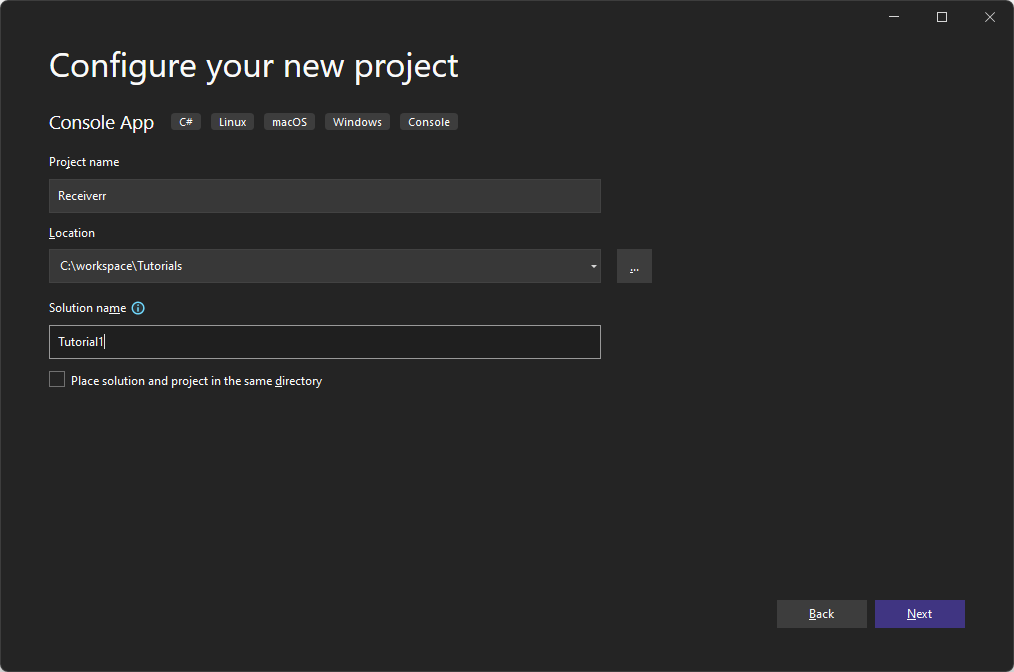 Configure your new project
Console App C# Linux macOS Windows Console
Project name
Receiverr
Location
C:\workspace\Tutorials ...
Solution name
Tutorial1
Place solution and project in the same directory
Back Next